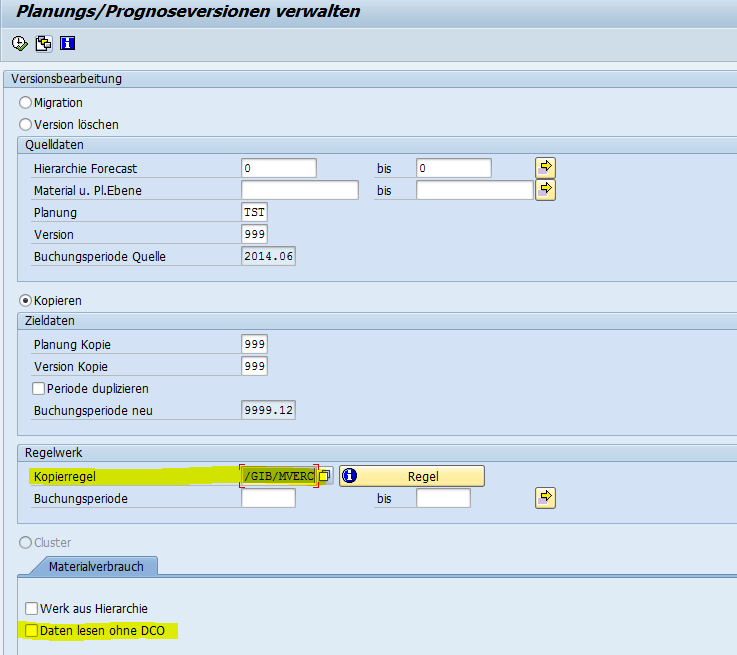 Planungs/Prognoseversionen verwalten
Versionsbearbeitung
Migration
Version löschen
Quelldaten
Hierarchie Forecast 0 bis 0
Material u. Pl.Ebene bis
Planung TST
Version 999
Buchungsperiode Quelle 2014.06
Kopieren
Zieldaten
Planung Kopie 999
Version Kopie 999
Periode duplizieren
Buchungsperiode neu 9999.12
Regelwerk
Kopierregel /GIB/MVERC Regel
Buchungsperiode bis
Cluster
Materialverbrauch
Werk aus Hierarchie
Daten lesen ohne DCO